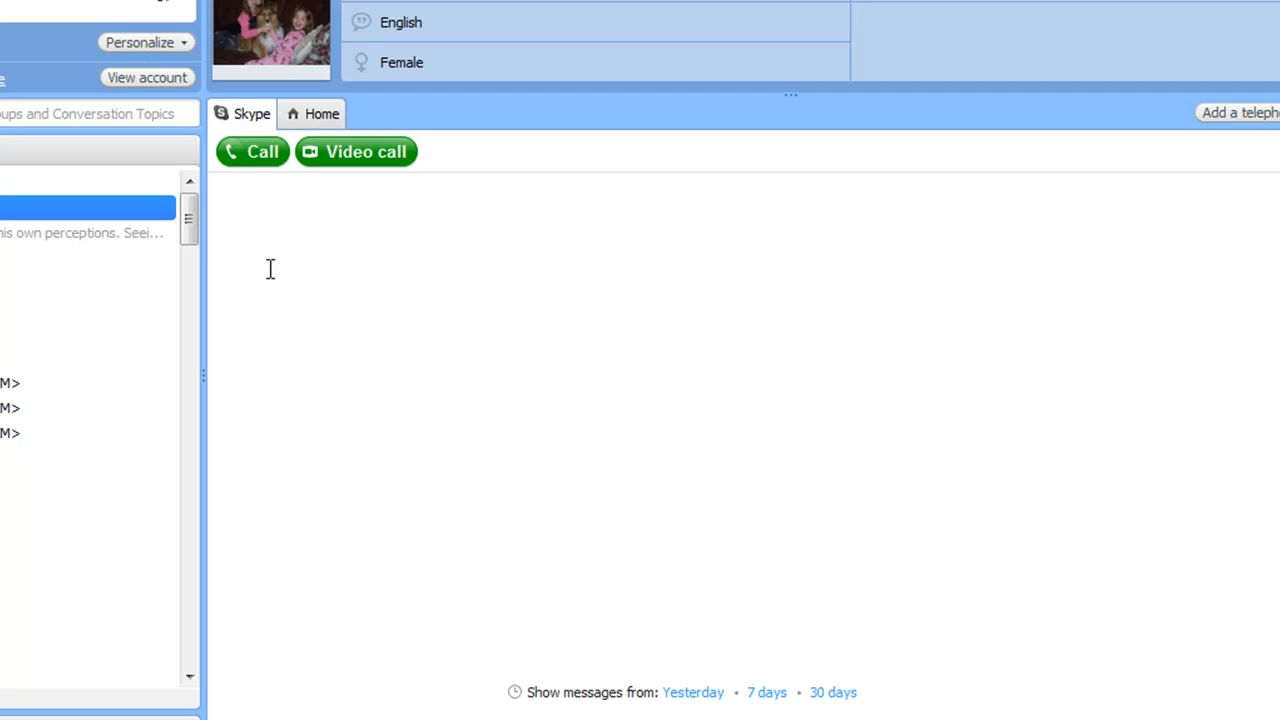 English
Personalize
Female
View account
Skype
Home
Add a teleph
oups and Conversation Topics
Call
Video call
his own perceptions. Seei...
M>
M>
M>
Show messages from: Yesterday • 7 days • 30 days